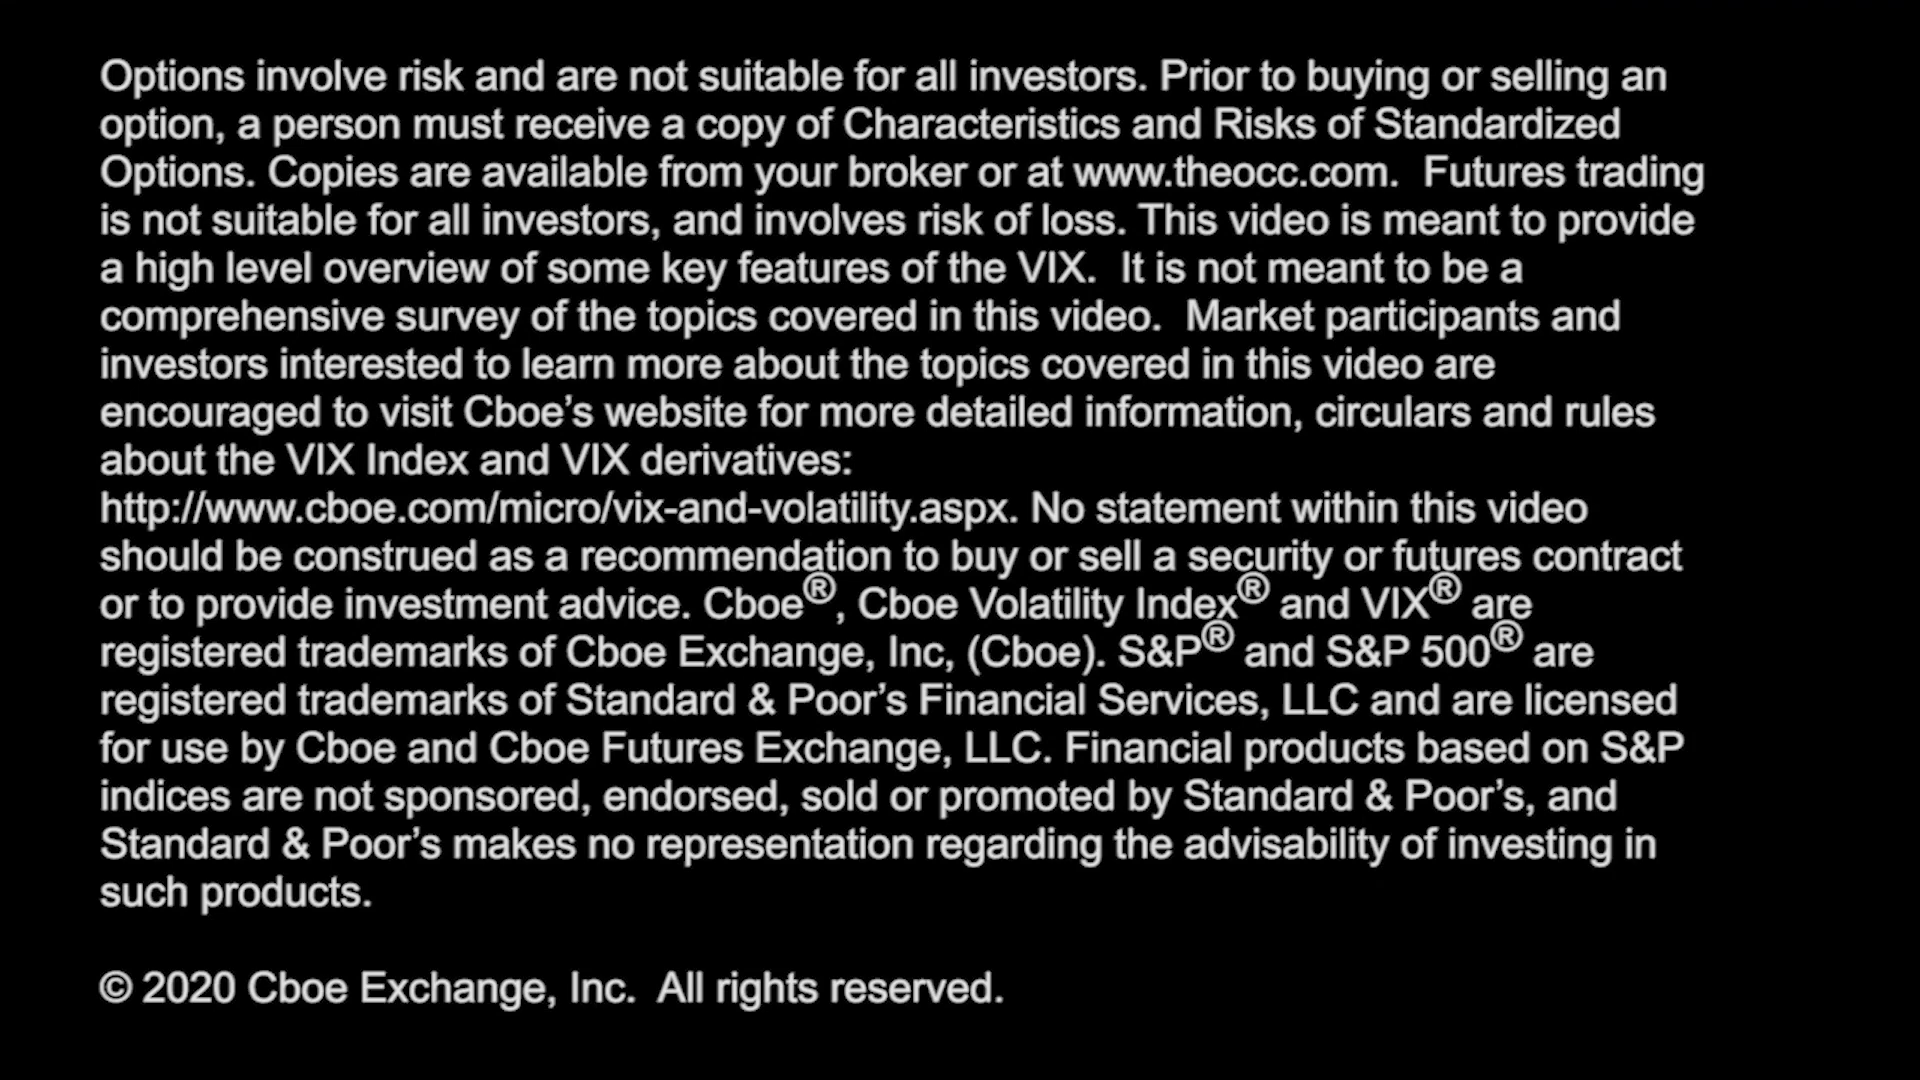 Options involve risk and are not suitable for all investors. Prior to buying or selling an
option, a person must receive a copy of Characteristics and Risks of Standardized
Options. Copies are available from your broker or at www.theocc.com.  Futures trading
is not suitable for all investors, and involves risk of loss. This video is meant to provide
a high level overview of some key features of the VIX.  It is not meant to be a
comprehensive survey of the topics covered in this video.  Market participants and
investors interested to learn more about the topics covered in this video are
encouraged to visit Cboe’s website for more detailed information, circulars and rules
about the VIX Index and VIX derivatives:
http://www.cboe.com/micro/vix-and-volatility.aspx. No statement within this video
should be construed as a recommendation to buy or sell a security or futures contract
or to provide investment advice. Cboe®, Cboe Volatility Index® and VIX® are
registered trademarks of Cboe Exchange, Inc, (Cboe). S&P® and S&P 500® are
registered trademarks of Standard & Poor’s Financial Services, LLC and are licensed
for use by Cboe and Cboe Futures Exchange, LLC. Financial products based on S&P
indices are not sponsored, endorsed, sold or promoted by Standard & Poor’s, and
Standard & Poor’s makes no representation regarding the advisability of investing in
such products.
© 2020 Cboe Exchange, Inc.  All rights reserved.